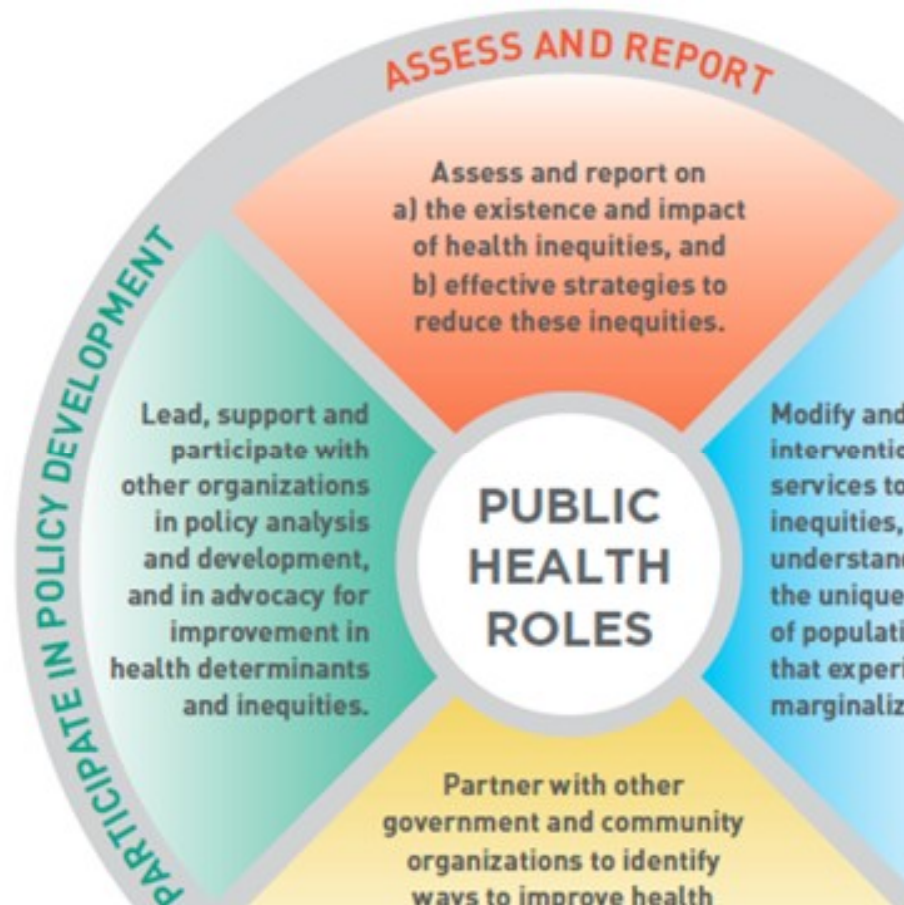 ASSESS AND REPORT
Assess and report on
a) the existence and impact
of health inequities, and
b) effective strategies to
reduce these inequities.
PARTICIPATE IN POLICY DEVELOPMENT
Lead, support and
participate with
other organizations
in policy analysis
and development,
and in advocacy for
improvement in
health determinants
and inequities.
PUBLIC
HEALTH
ROLES
Modify and
interventio
services to
inequities,
understand
the unique
of populati
that experi
marginaliz
Partner with other
government and community
organizations to identify
ways to improve health